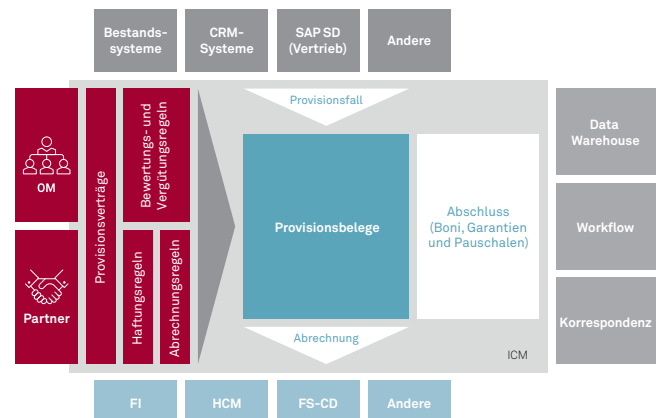 Bestands-
systeme
CRM-
Systeme
SAP SD
(Vertrieb)
Andere
OM
Partner
Provisionsverträge
Bewertungs- und
Vergütungsregeln
Haftungsregeln
Abrechnungsregeln
Provisionsfall
Provisionsbelege
Abrechnung
Abschluss
(Boni, Garantien
und Pauschalen)
ICM
Data
Warehouse
Workflow
Korrespondenz
FI
HCM
FS-CD
Andere